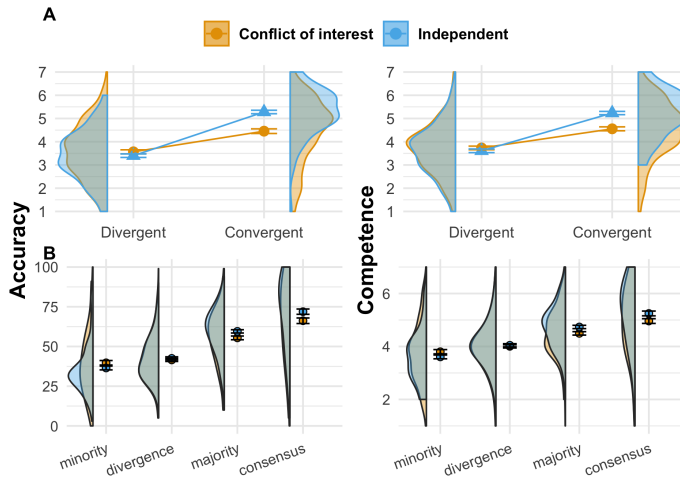 A
Conflict of interest
Independent
7
6
5
4
3
2
1
Divergent
Convergent
Accuracy
7
6
5
4
3
2
1
Divergent
Convergent
Competence
B
100
75
50
25
0
minority
divergence
majority
consensus
6
4
2
minority
divergence
majority
consensus